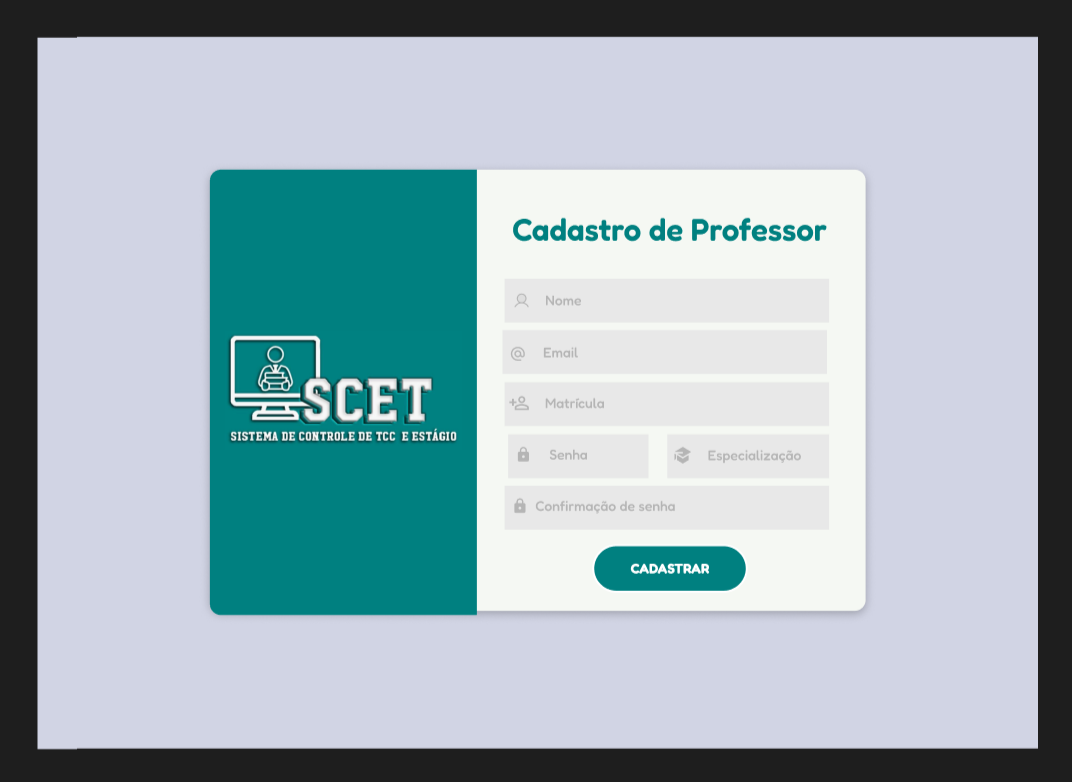 Cadastro de Professor
Nome
@ Email
Matrícula
Senha
Especialização
Confirmação de senha
CADASTRAR
SCET
SISTEMA DE CONTROLE DE TCC E ESTÁGIO